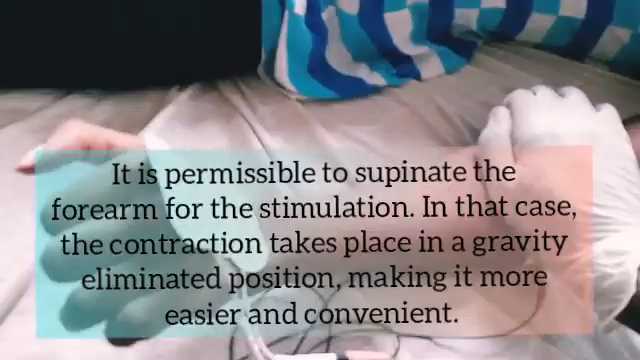 It is permissible to supinate the
forearm for the stimulation. In that case,
the contraction takes place in a gravity
eliminated position, making it more
easier and convenient.